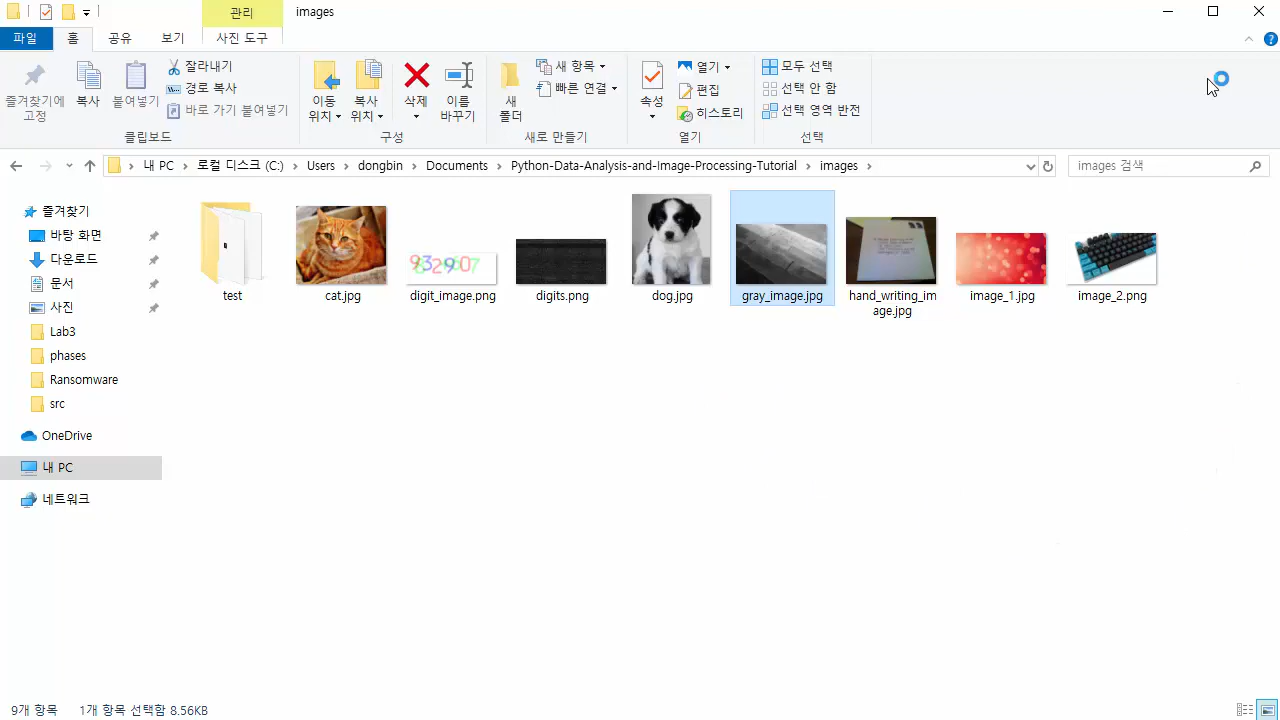 관리
images
파일
홈
공유
보기
사진 도구
즐겨찾기에
고정
복사
붙여넣기
잘라내기
경로 복사
바로 가기 붙여넣기
클립보드
이동
위치
복사
위치
삭제
이름
바꾸기
구성
새
폴더
새 항목
빠른 연결
새로 만들기
속성
열기
편집
히스토리
열기
모두 선택
선택 안 함
선택 영역 반전
선택
내 PC > 로컬 디스크 (C:) > Users > dongbin > Documents > Python-Data-Analysis-and-Image-Processing-Tutorial > images >
images 검색
즐겨찾기
바탕 화면
다운로드
문서
사진
Lab3
phases
Ransomware
src
OneDrive
내 PC
네트워크
test
cat.jpg
932907
digit_image.png
digits.png
dog.jpg
gray_image.jpg
hand_writing_im
age.jpg
image_1.jpg
image_2.png
9개 항목
1개 항목 선택함 8.56KB